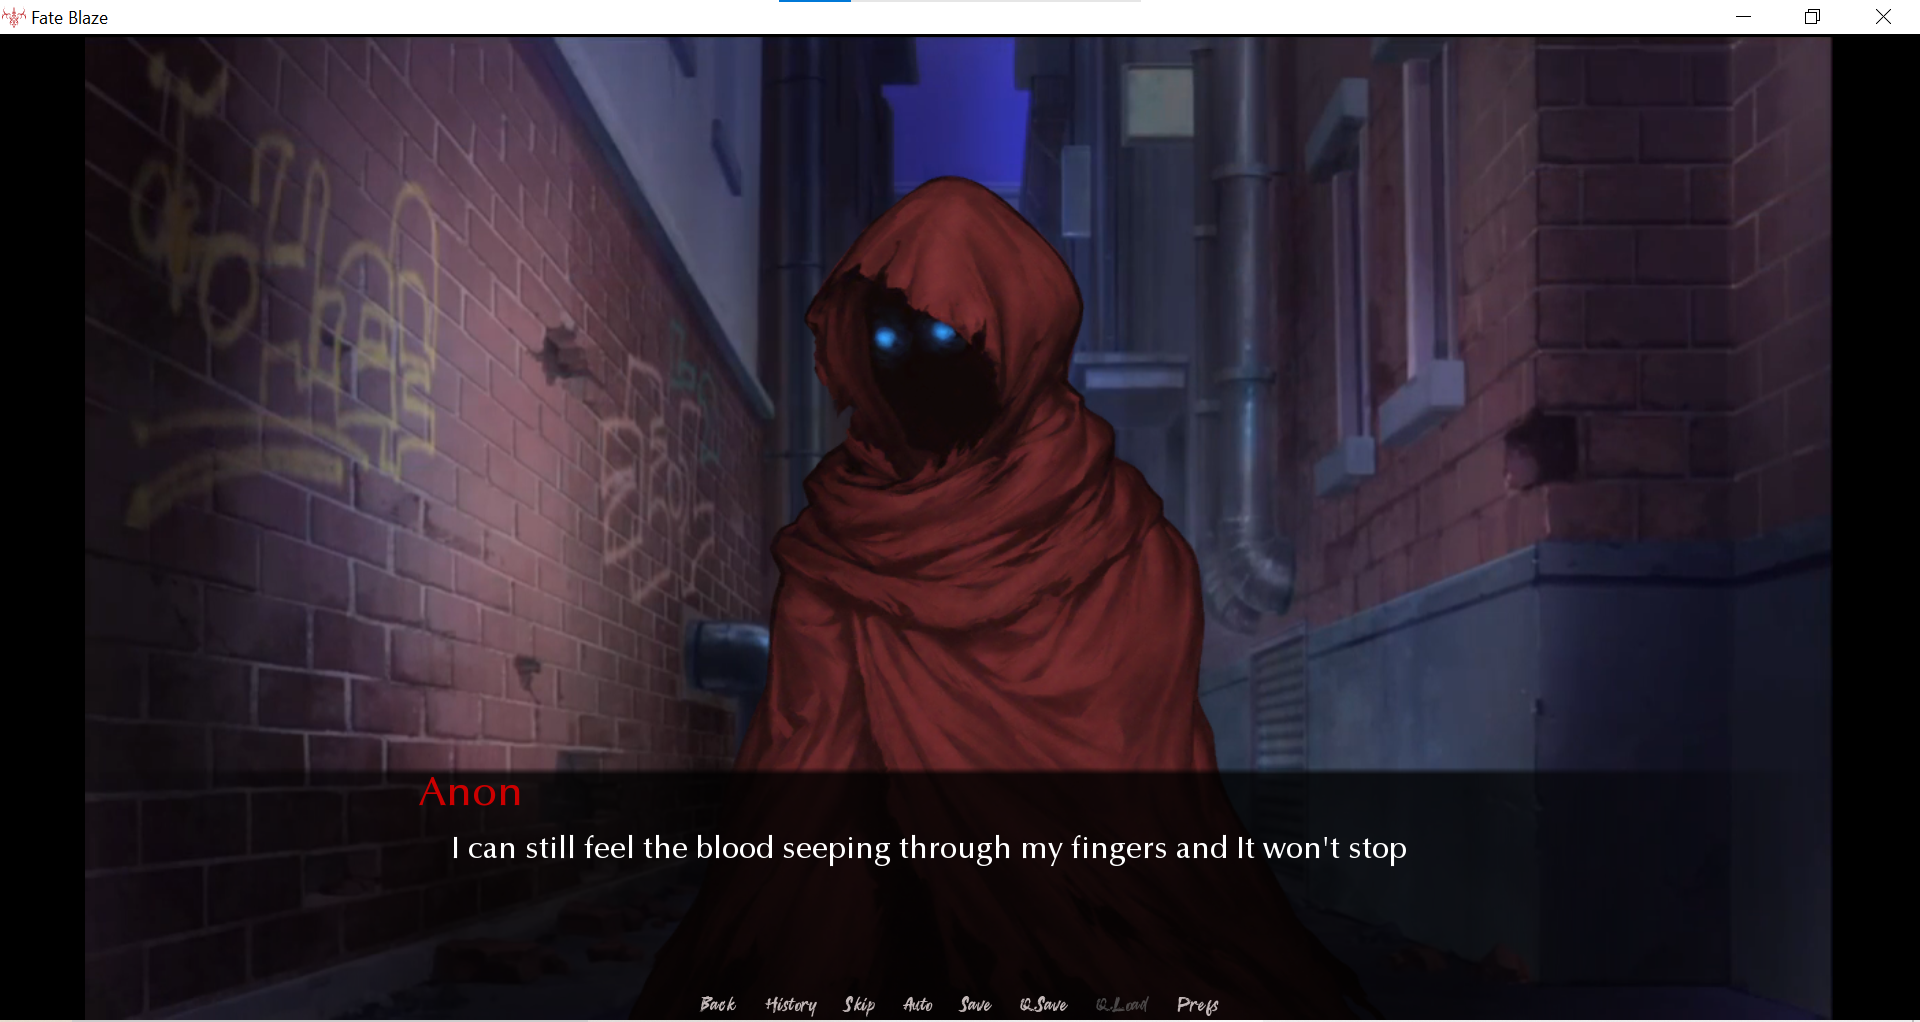 Fate Blaze
Anon
I can still feel the blood seeping through my fingers and It won't stop
Back History Skip Auto Save Q.Save Q.Load Prefs